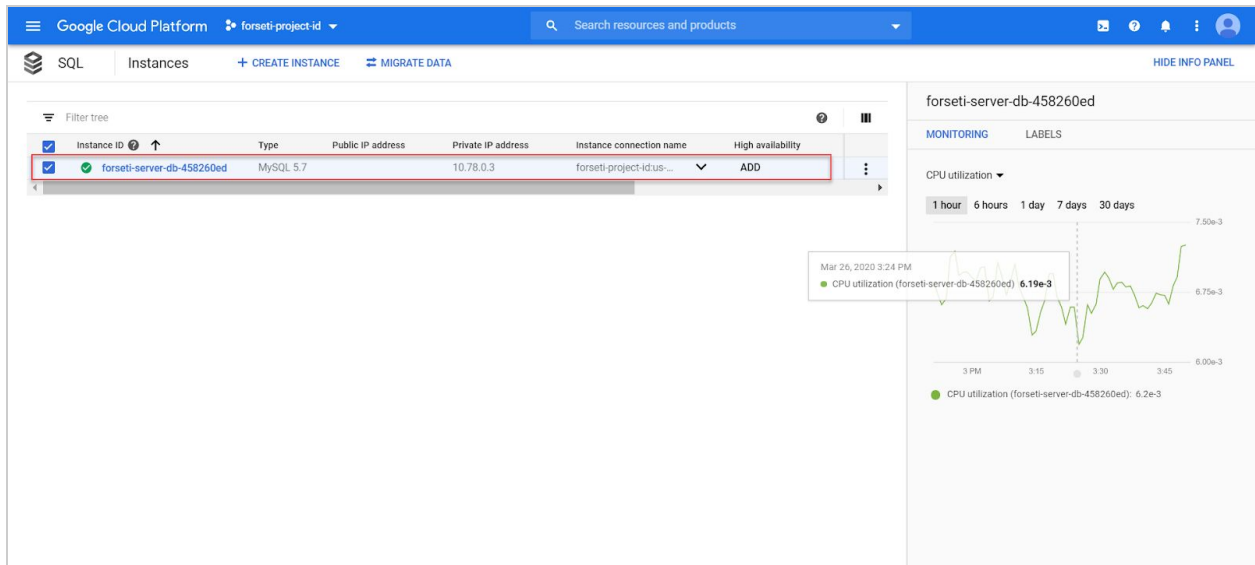 Google Cloud Platform forseti-project-id Search resources and products
SQL Instances + CREATE INSTANCE MIGRATE DATA HIDE INFO PANEL
Filter tree
Instance ID Type Public IP address Private IP address Instance connection name High availability
forseti-server-db-458260ed MySQL 5.7 10.78.0.3 forseti-project-id:us-... ADD
forseti-server-db-458260ed
MONITORING LABELS
CPU utilization
1 hour 6 hours 1 day 7 days 30 days
7.50e-3
Mar 26, 2020 3:24 PM
CPU utilization (forseti-server-db-458260ed) 6.19e-3
6.75e-3
6.00e-3
3 PM 3:15 3:30 3:45
CPU utilization (forseti-server-db-458260ed): 6.2e-3